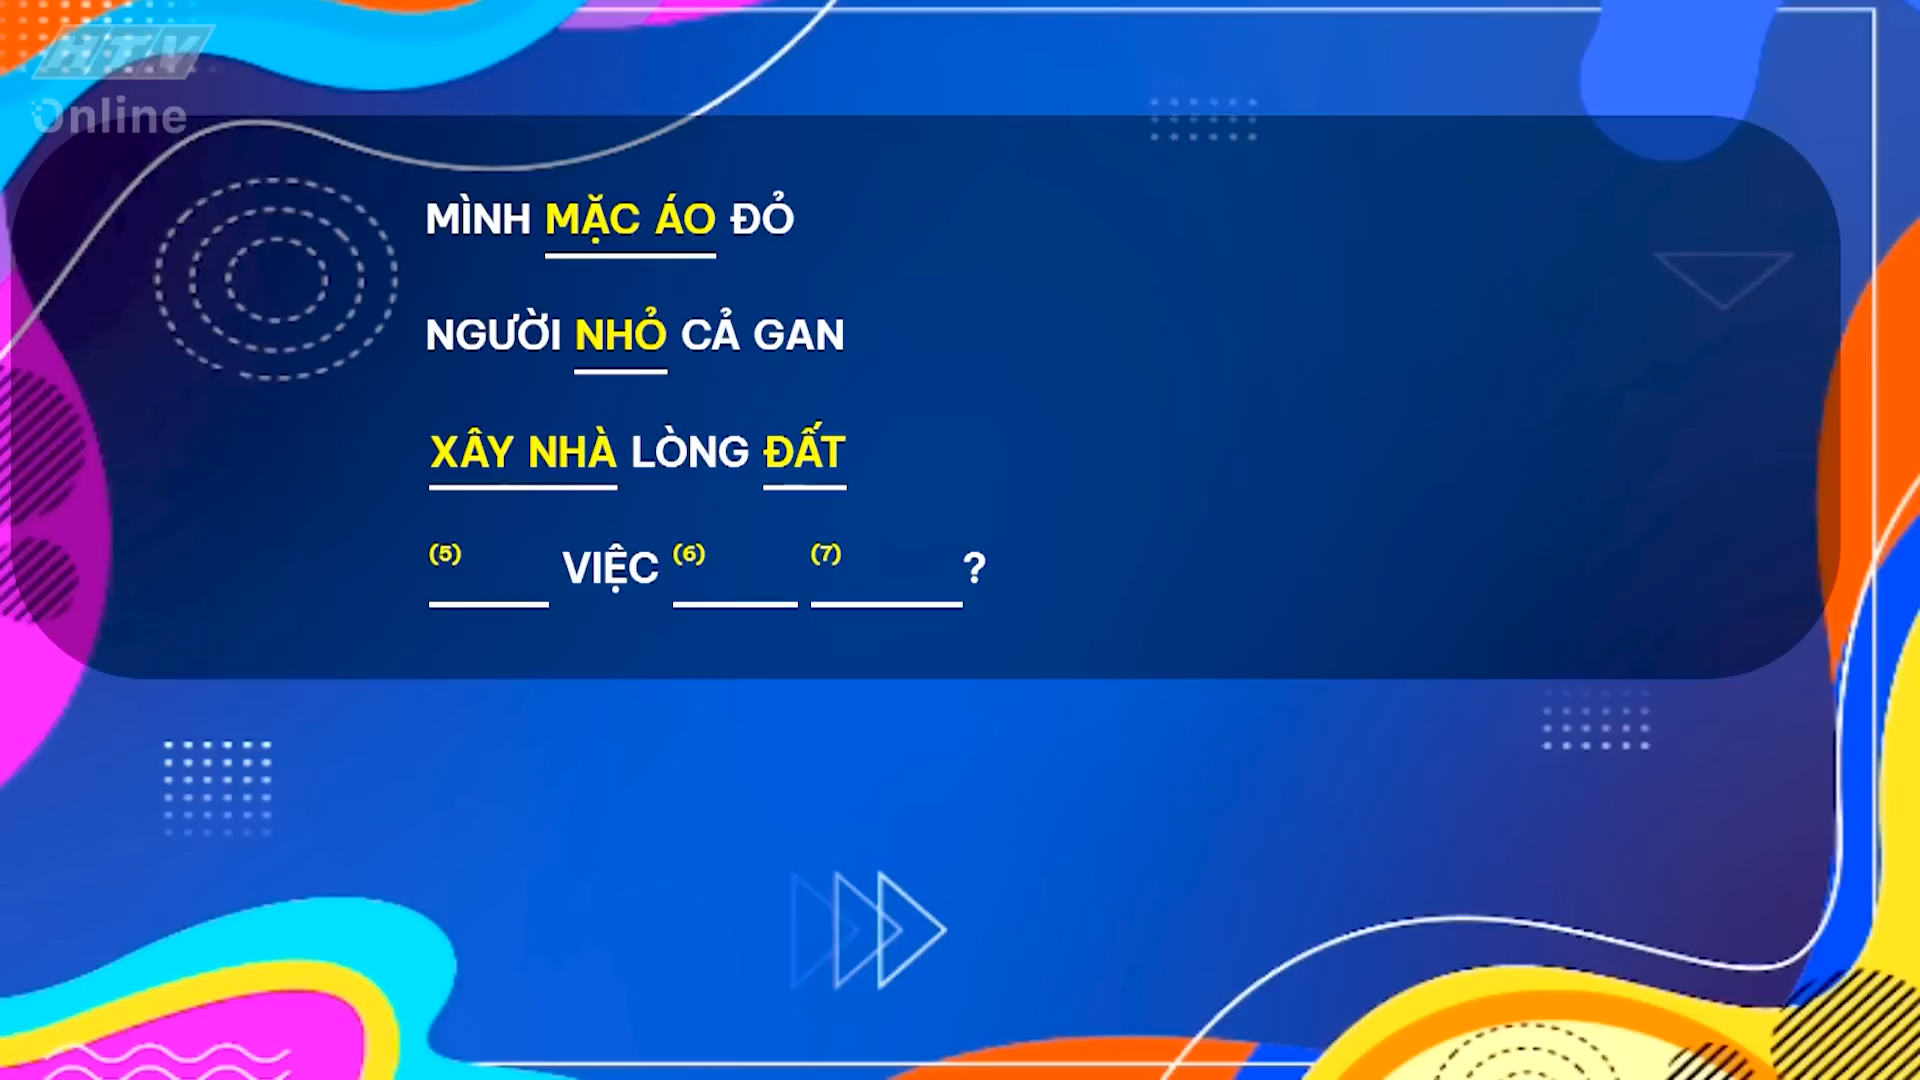 HTV
Online
MÌNH MẶC ÁO ĐỎ
NGƯỜI NHỎ CẢ GAN
XÂY NHÀ LÒNG ĐẤT
(5) VIỆC (6) (7) ?